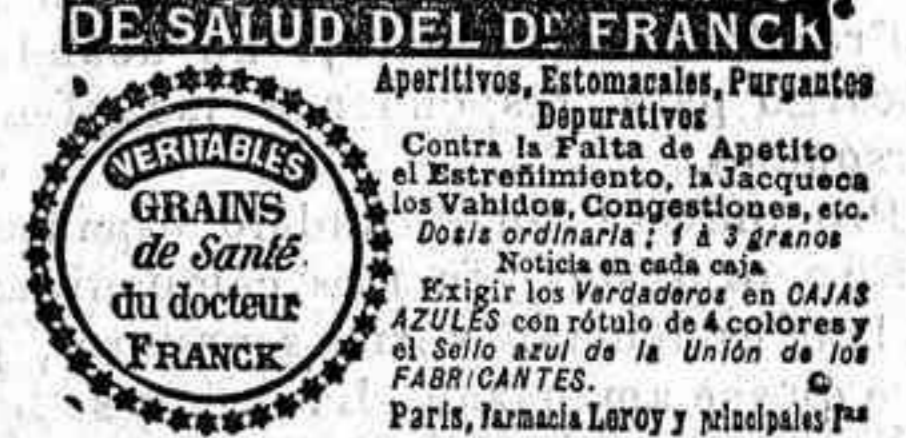 DE SALUD DEL Dr FRANCK
VERITABLES
GRAINS
de Santé
du docteur
FRANCK
Aperitivos, Estomacales, Purgantes
Depurativos
Contra la Falta de Apetito
el Estreñimiento, la Jacqueca
los Vahidos, Congestiones, etc.
Dosis ordinaria : 1 à 3 granos
Noticia en cada caja
Exigir los Verdaderos en CAJAS
AZULES con rótulo de 4 colores y
el Sello azul de la Unión de los
FABRICANTES.
Paris, Farmacia Leroy y principales Fas